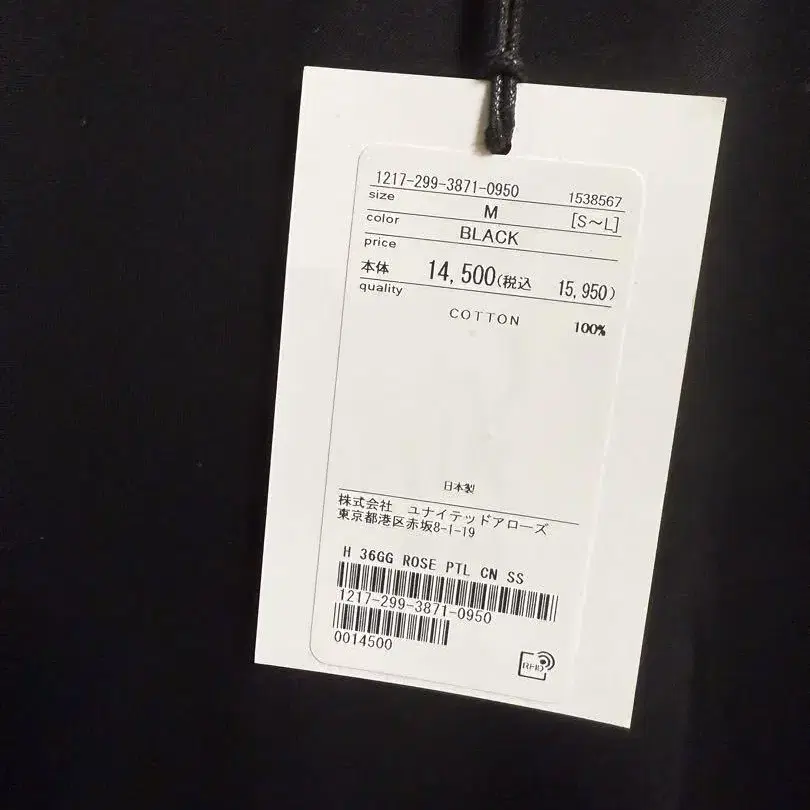 1217-299-3871-0950 1538567
size M [S〜L]
color BLACK
price
本体 14,500(税込 15,950)
quality
COTTON 100%
日本製
株式会社 ユナイテッドアローズ
東京都港区赤坂8-1-19
H 36GG ROSE PTL CN SS
1217-299-3871-0950
0014500
RFID